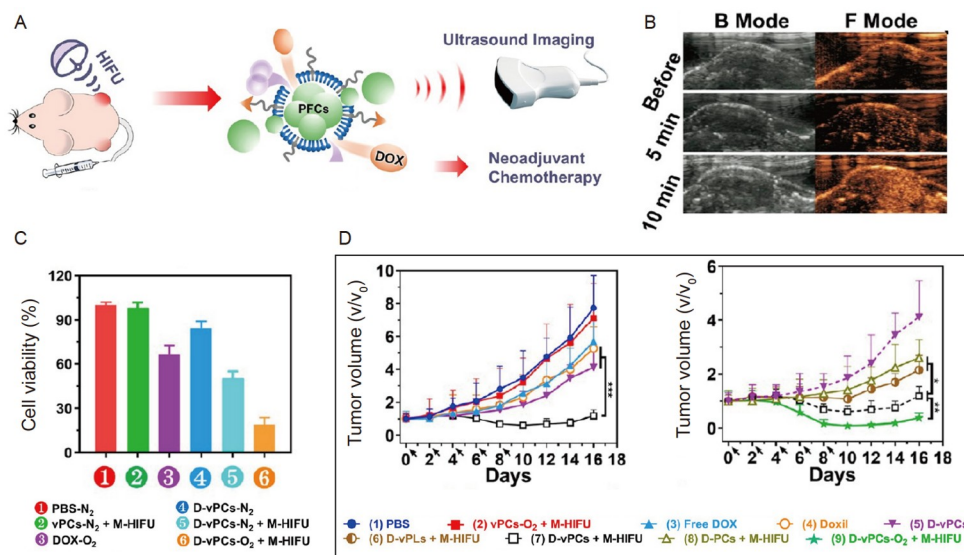 A
HIFU
PFCs
DOX
Ultrasound Imaging
Neoadjuvant
Chemotherapy
B
B Mode
F Mode
Before
5 min
10 min
C
Cell viability (%)
120
90
60
30
0
1 2 3 4 5 6
1 PBS-N₂
2 vPCs-N₂ + M-HIFU
3 DOX-O₂
4 D-vPCs-N₂
5 D-vPCs-N₂ + M-HIFU
6 D-vPCs-O₂ + M-HIFU
D
Tumor volume (v/v₀)
10
8
6
4
2
0
0 2 4 6 8 10 12 14 16 18
Days
***
Tumor volume (v/v₀)
6
4
2
0
0 2 4 6 8 10 12 14 16 18
Days
*
**
(1) PBS
(2) vPCs-O₂ + M-HIFU
(3) Free DOX
(4) Doxil
(5) D-vPCs
(6) D-vPLs + M-HIFU
(7) D-vPCs + M-HIFU
(8) D-PCs + M-HIFU
(9) D-vPCs-O₂ + M-HIFU